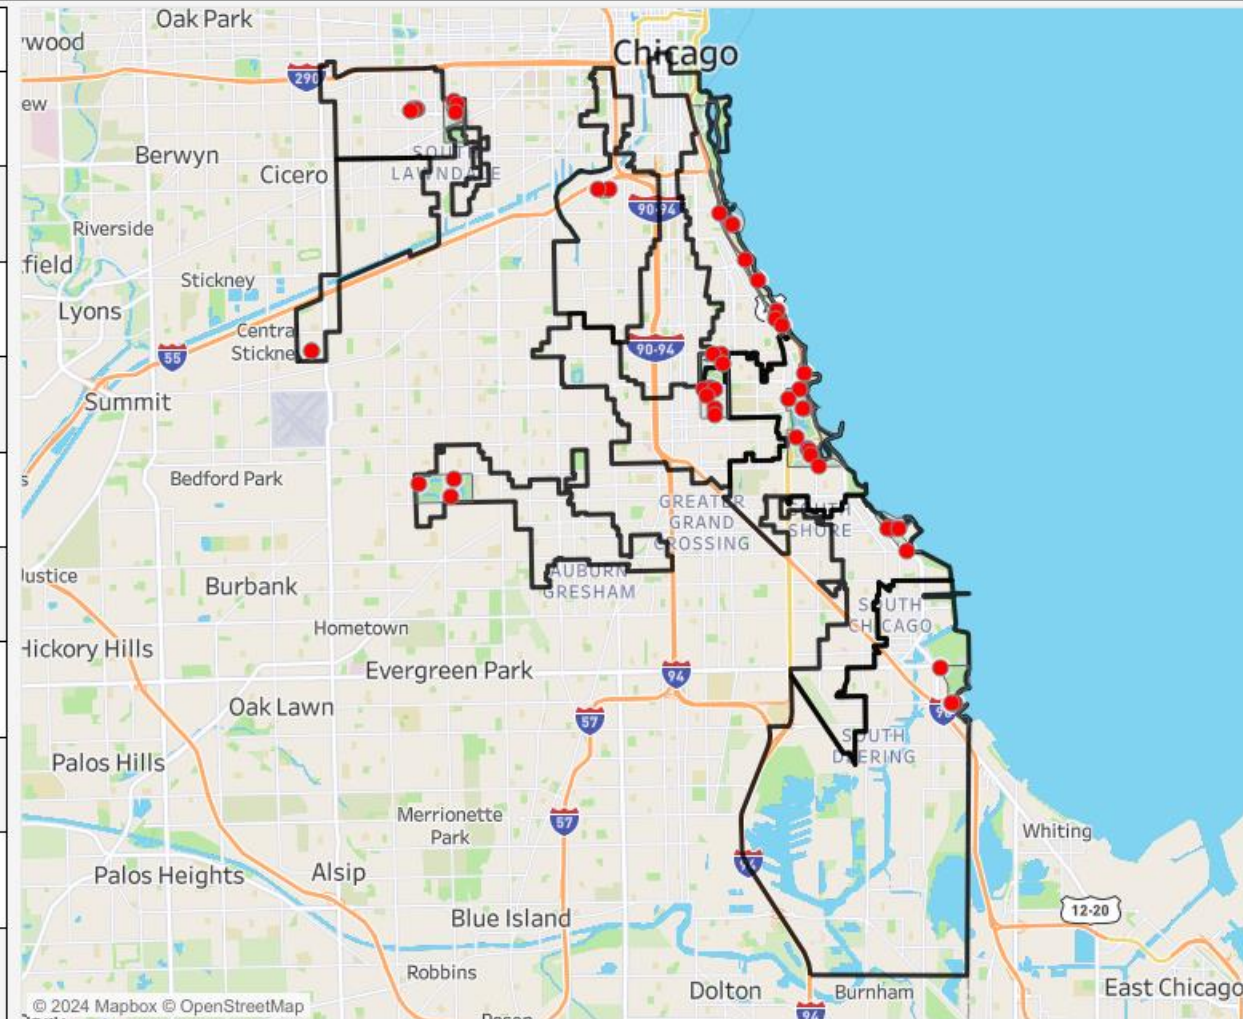 Oak Park
wood
Chicago
290
ew
Berwyn
SOUTH
LAWNDALE
Cicero
90-94
Riverside
field
Stickney
Lyons
Central
Stickney
90-94
55
Summit
Bedford Park
GREATER
GRAND
CROSSING
SOUTH
SHORE
Justice
AUBURN
GRESHAM
Burbank
SOUTH
CHICAGO
Hometown
Hickory Hills
Evergreen Park
94
Oak Lawn
57
90
SOUTH
DEERING
Palos Hills
Merrionette
Park
57
Whiting
Palos Heights
Alsip
12-20
Blue Island
Robbins
Dolton
Burnham
East Chicago
© 2024 Mapbox © OpenStreetMap
94